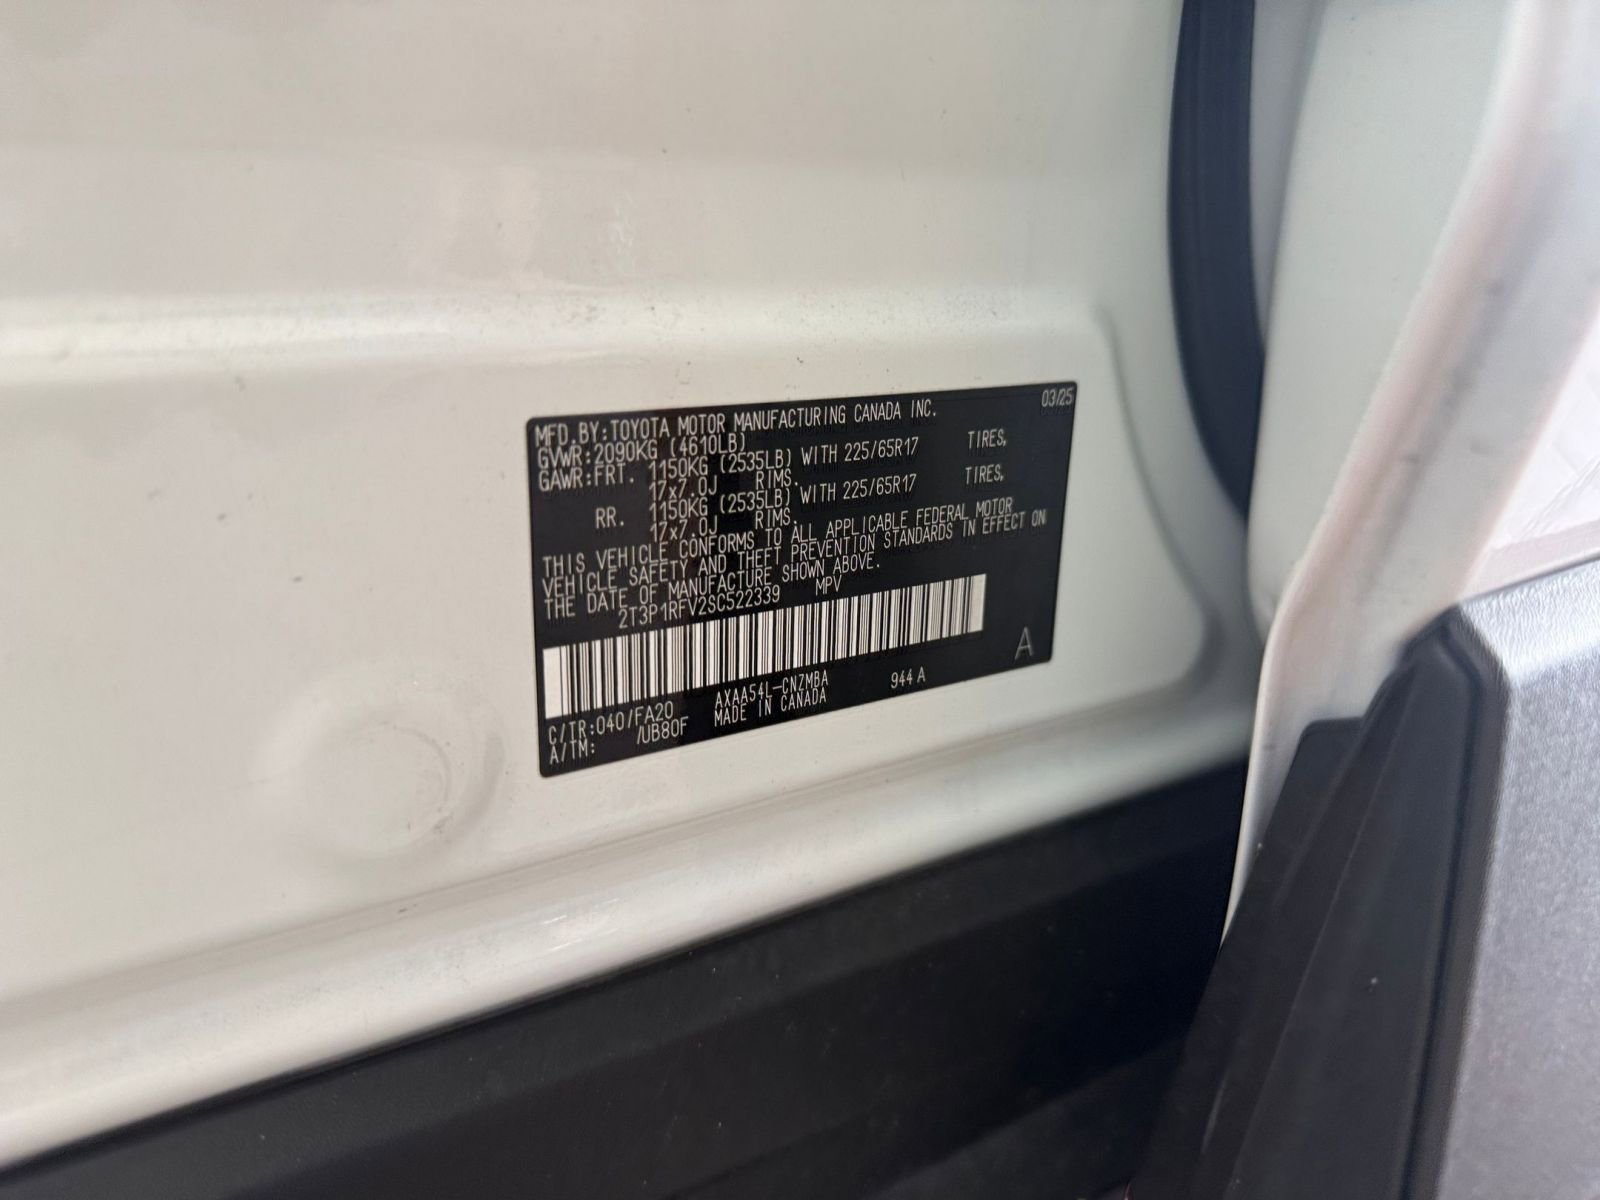 03/25
MFD.BY:TOYOTA MOTOR MANUFACTURING CANADA INC.
GVWR:2090KG (4610LB)
GAWR:FRT. 1150KG (2535LB) WITH 225/65R17 TIRES,
17x7.0J RIMS.
RR. 1150KG (2535LB) WITH 225/65R17 TIRES,
17x7.0J RIMS.
THIS VEHICLE CONFORMS TO ALL APPLICABLE FEDERAL MOTOR
VEHICLE SAFETY AND THEFT PREVENTION STANDARDS IN EFFECT ON
THE DATE OF MANUFACTURE SHOWN ABOVE.
2T3P1RFV2SC522339 MPV
A
C/TR:040/FA20 AXAA54L-CNZMBA 944 A
A/TM: /UB80F MADE IN CANADA